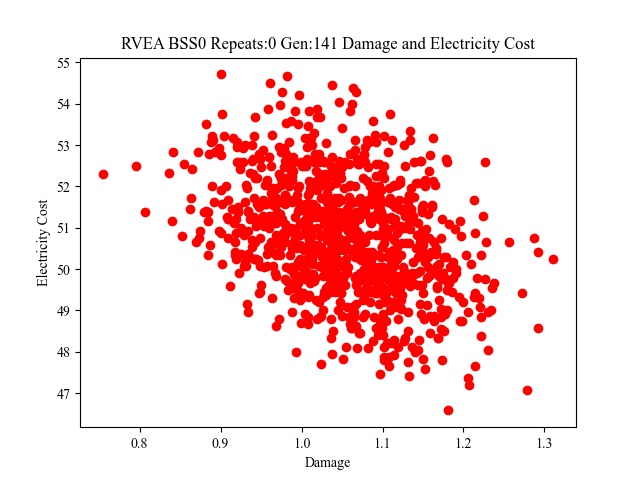 RVEA BSS0 Repeats:0 Gen:141 Damage and Electricity Cost
55
54
53
52
51
50
49
48
47
Electricity Cost
0.8 0.9 1.0 1.1 1.2 1.3
Damage